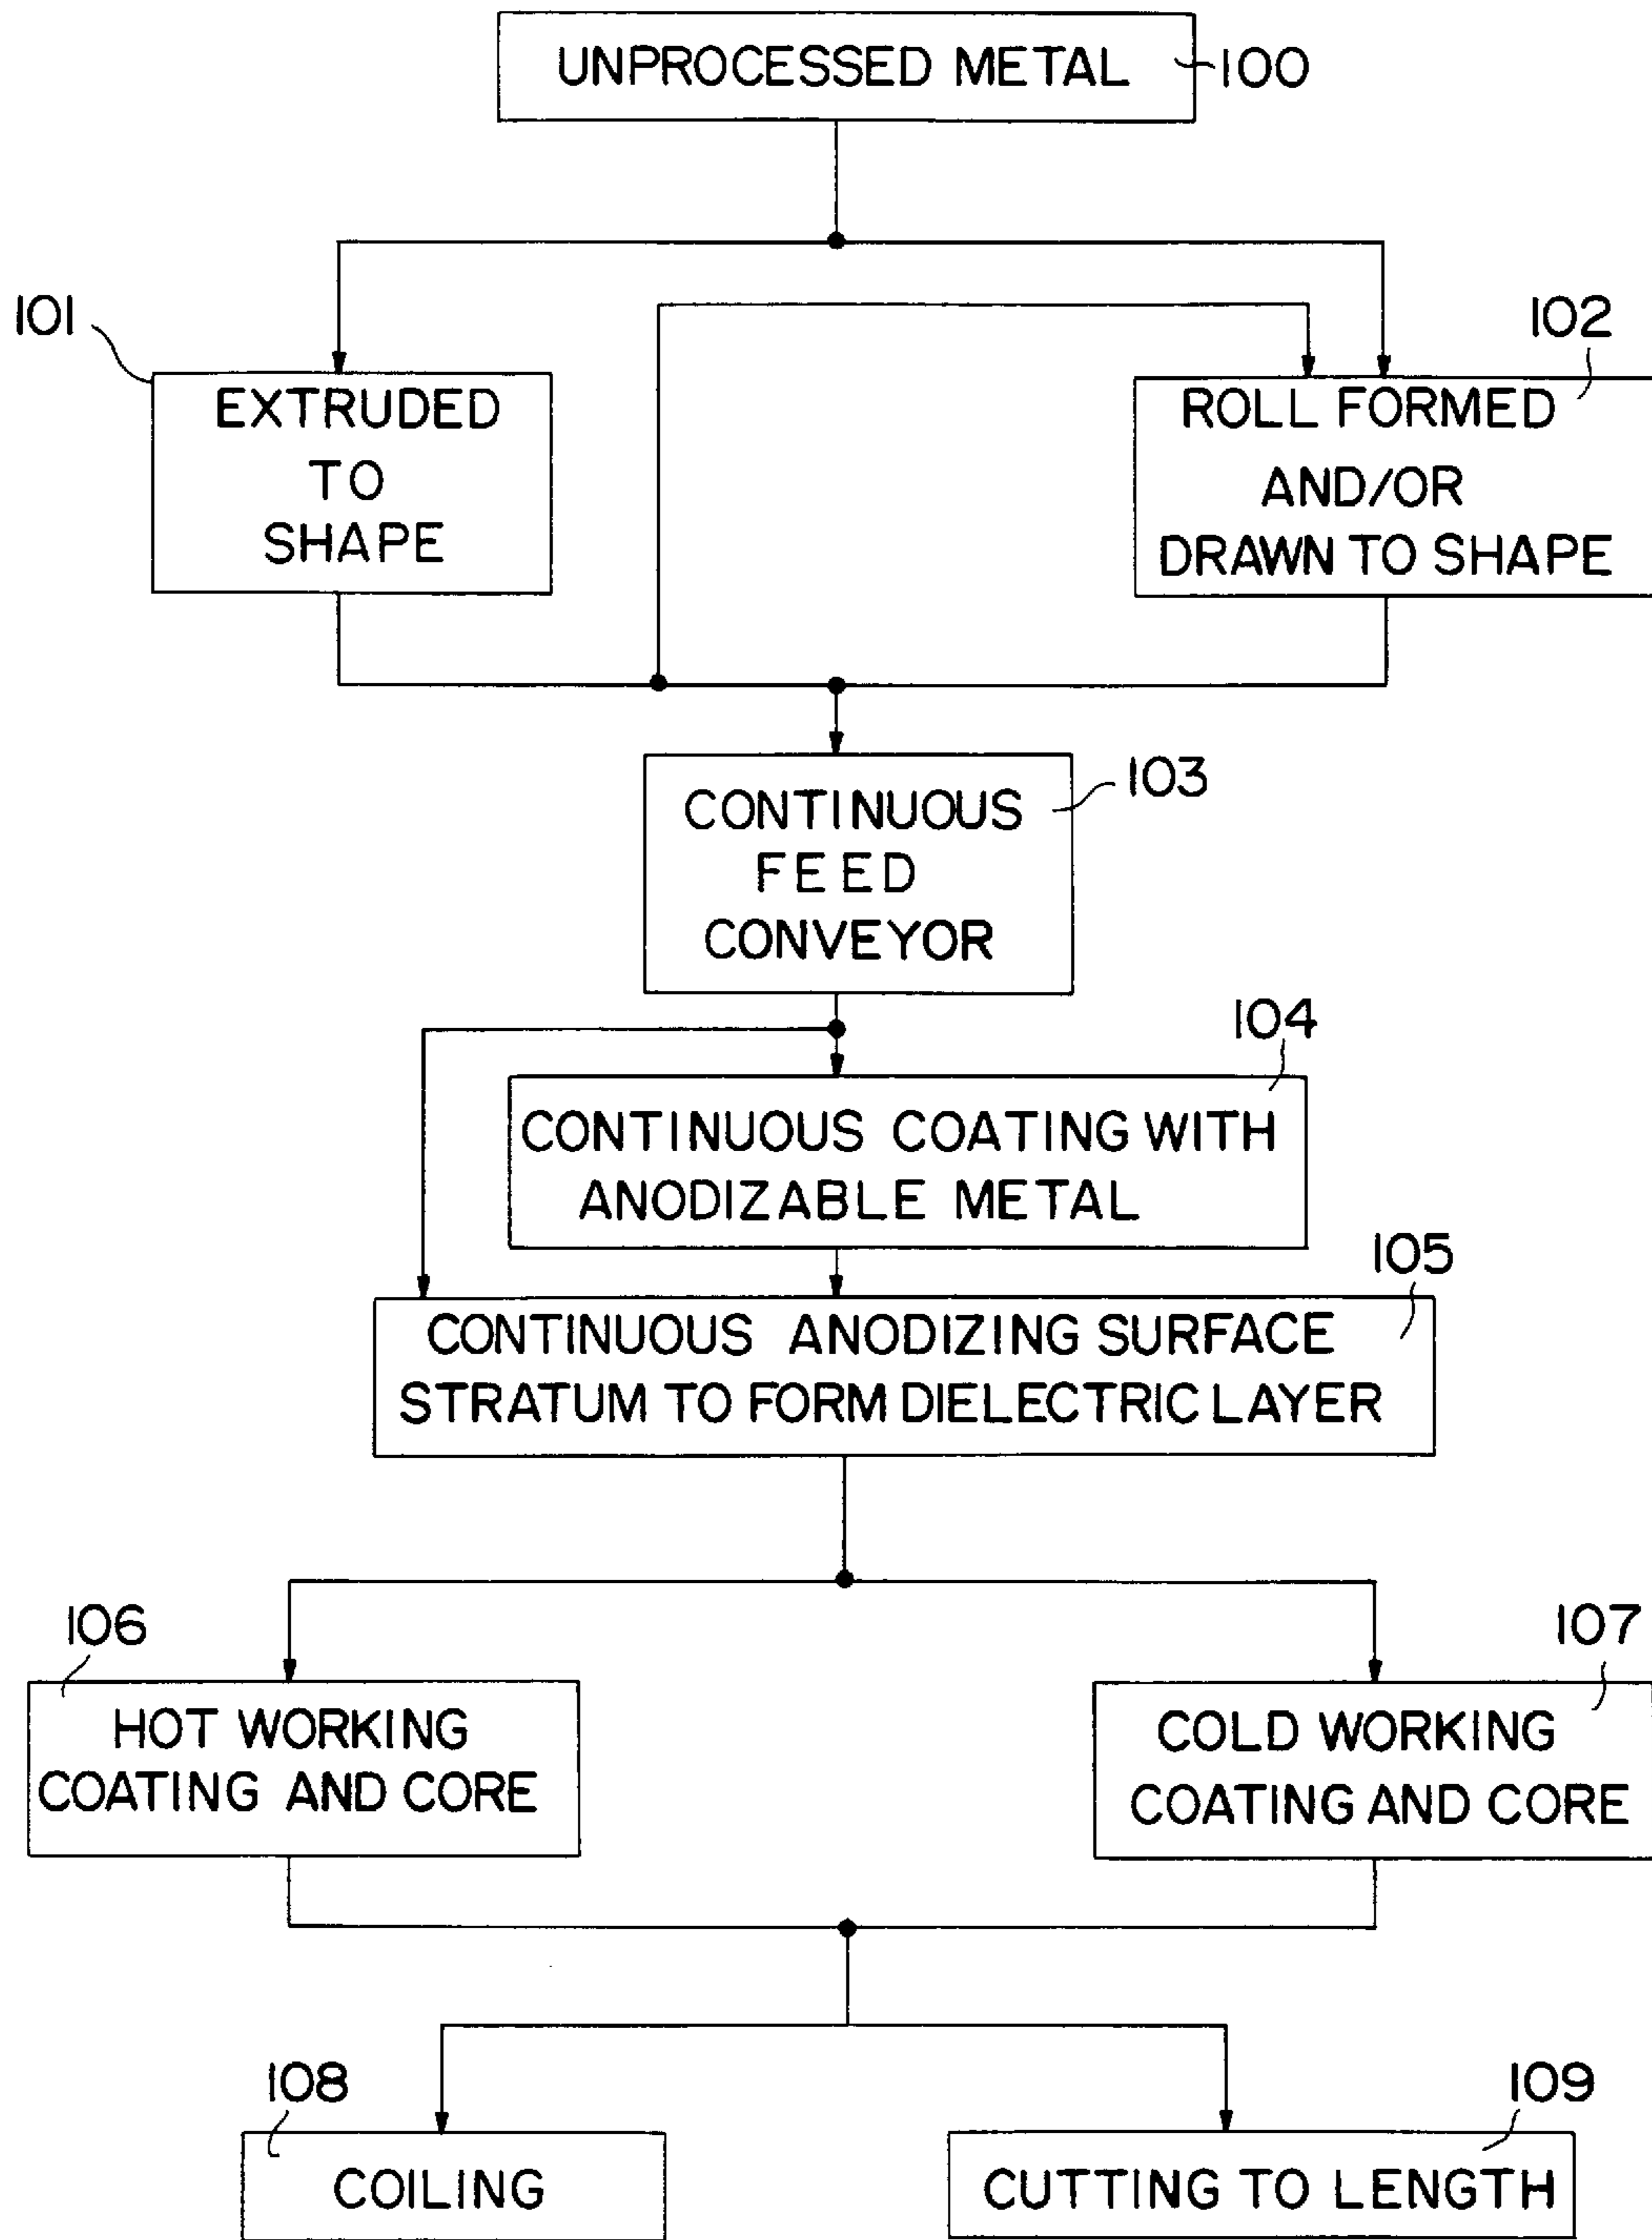 UNPROCESSED METAL
100
101
102
EXTRUDED
TO
SHAPE
ROLL FORMED
AND/OR
DRAWN TO SHAPE
103
CONTINUOUS
FEED
CONVEYOR
104
CONTINUOUS COATING WITH
ANODIZABLE METAL
105
CONTINUOUS ANODIZING SURFACE
STRATUM TO FORM DIELECTRIC LAYER
106
107
HOT WORKING
COATING AND CORE
COLD WORKING
COATING AND CORE
108
109
COILING
CUTTING TO LENGTH